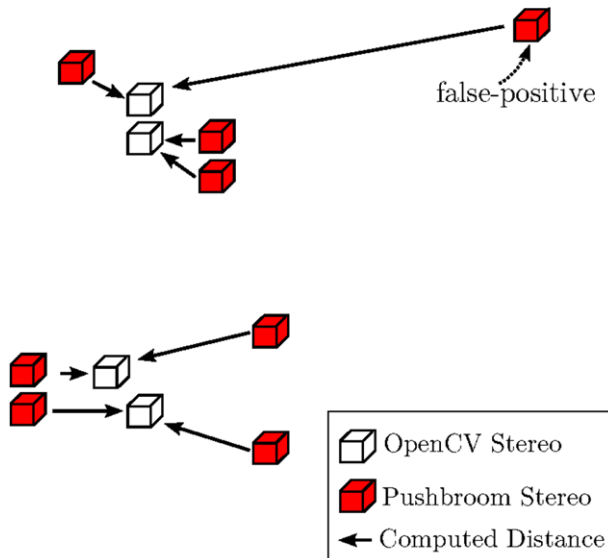 false-positive
OpenCV Stereo
Pushbroom Stereo
Computed Distance